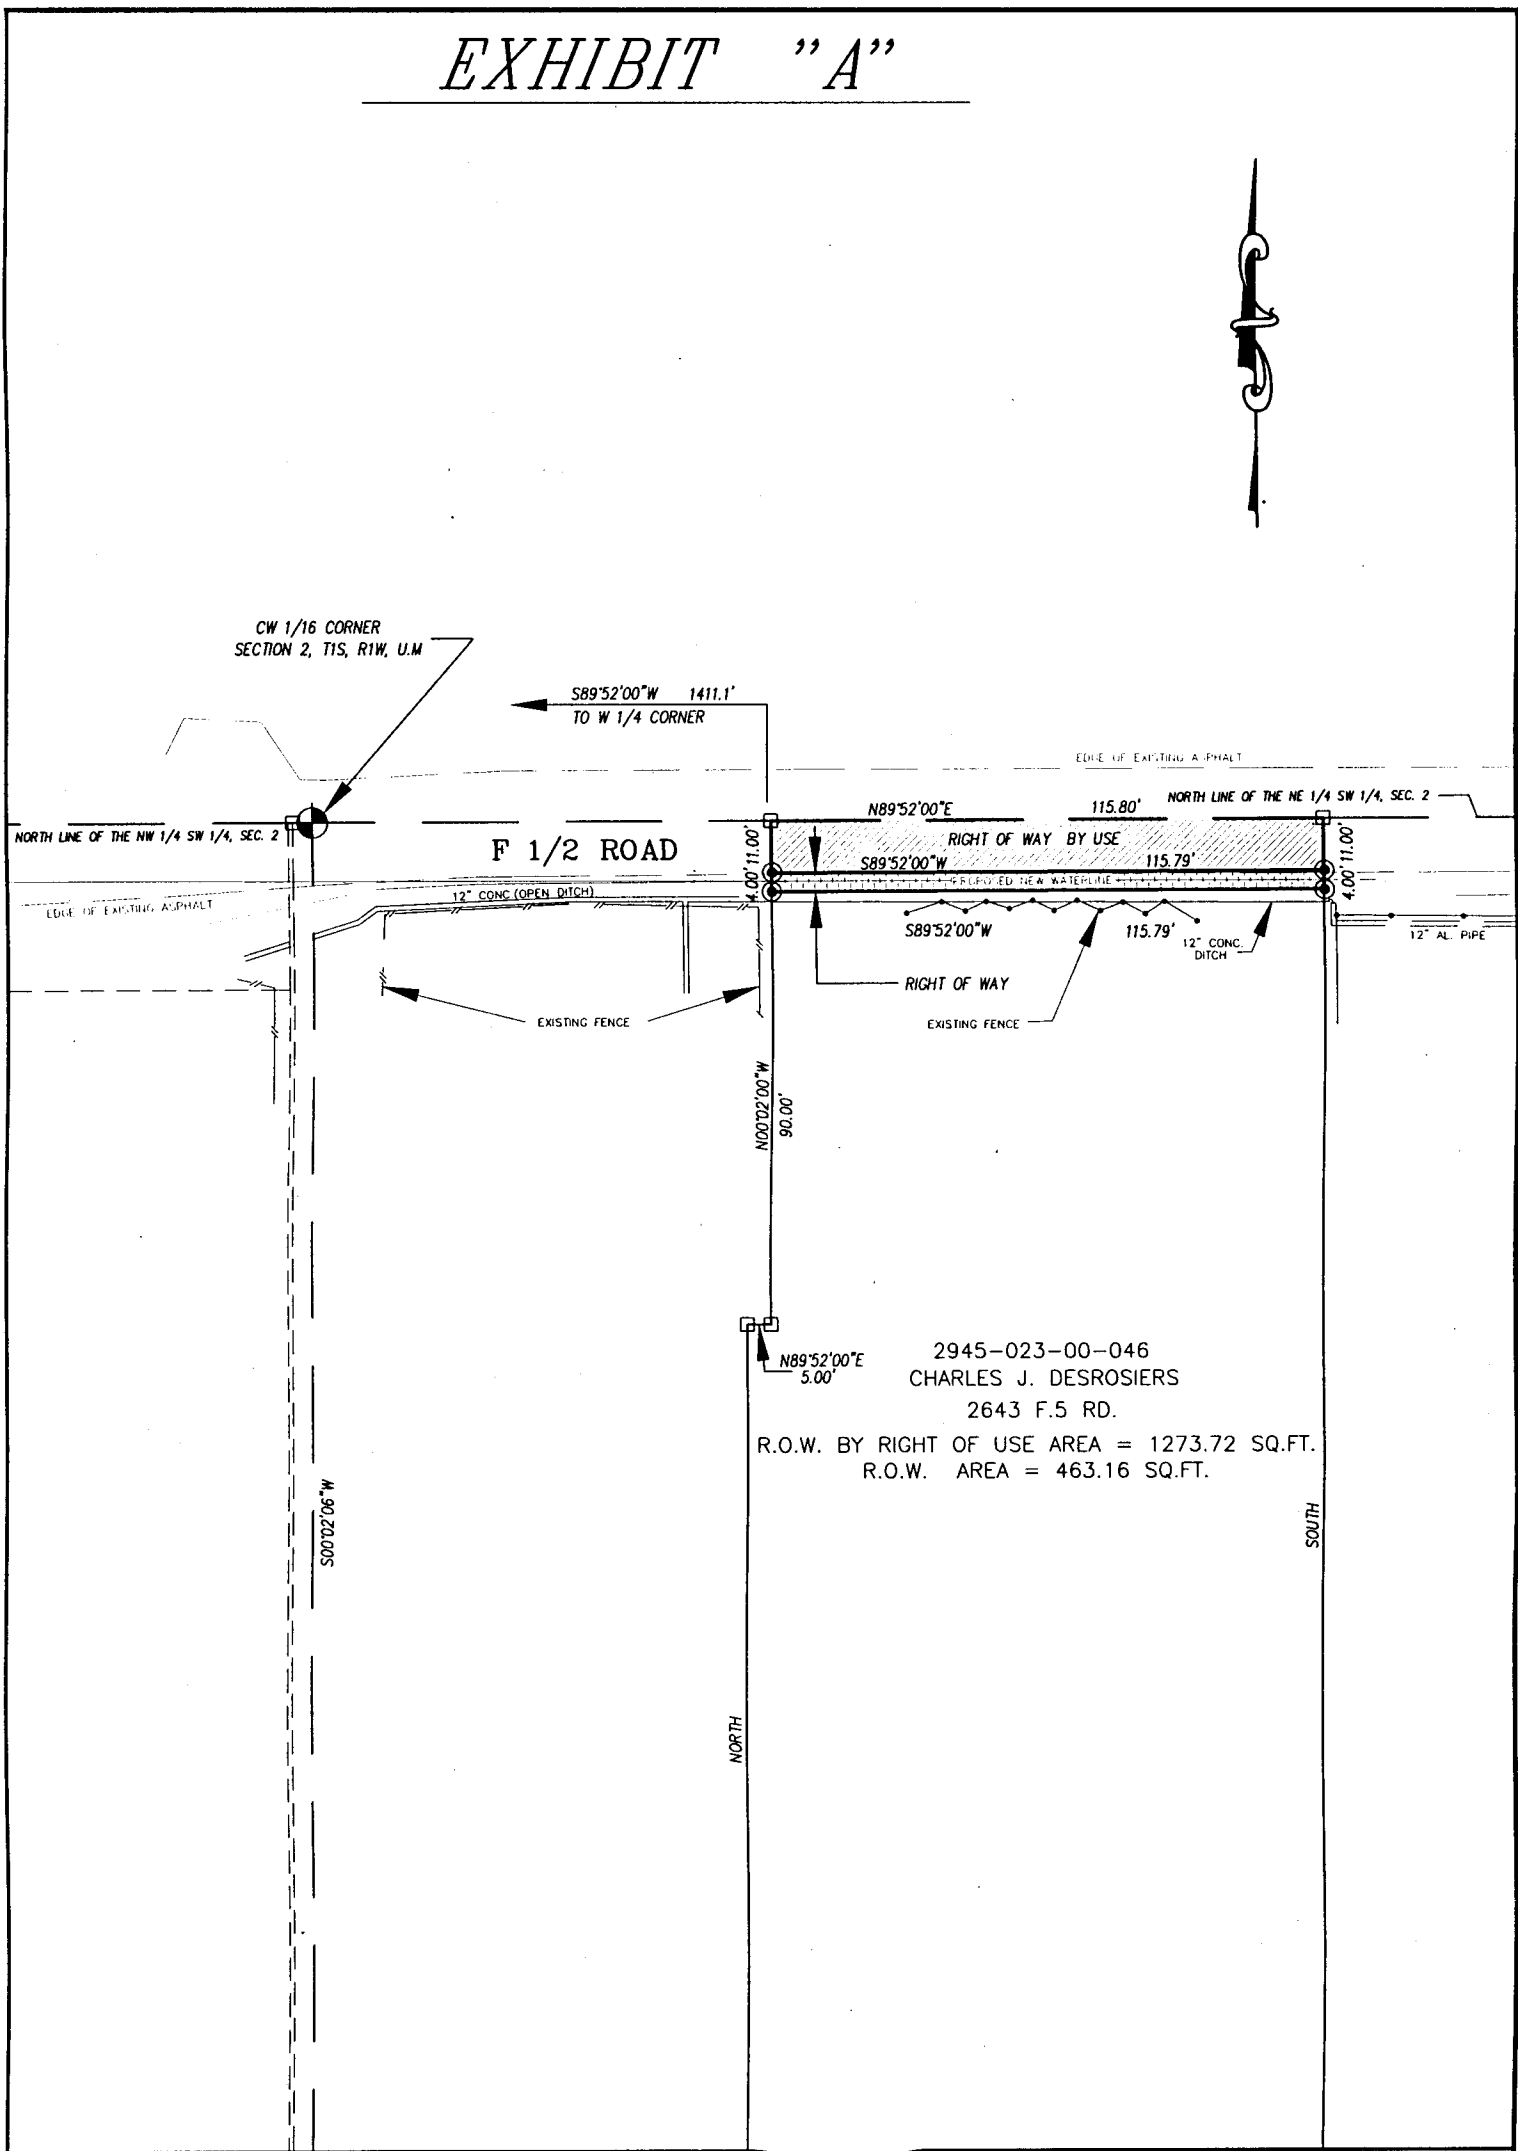 EXHIBIT "A"
CW 1/16 CORNER
SECTION 2, T1S, R1W, U.M
S89°52'00"W 1411.1'
TO W 1/4 CORNER
EDGE OF EXISTING ASPHALT
NORTH LINE OF THE NE 1/4 SW 1/4, SEC. 2
N89°52'00"E 115.80'
NORTH LINE OF THE NW 1/4 SW 1/4, SEC. 2
F 1/2 ROAD
11.00'
RIGHT OF WAY BY USE
11.00'
S89°52'00"W 115.79'
4.00'
PROPOSED NEW WATERLINE
4.00'
12" CONC (OPEN DITCH)
EDGE OF EXISTING ASPHALT
S89°52'00"W 115.79'
12" CONC.
DITCH
12" AL. PIPE
RIGHT OF WAY
EXISTING FENCE
EXISTING FENCE
N00°02'00"W
90.00'
N89°52'00"E
5.00'
2945-023-00-046
CHARLES J. DESROSIERS
2643 F.5 RD.
R.O.W. BY RIGHT OF USE AREA = 1273.72 SQ.FT.
R.O.W. AREA = 463.16 SQ.FT.
S00°02'06"W
SOUTH
NORTH